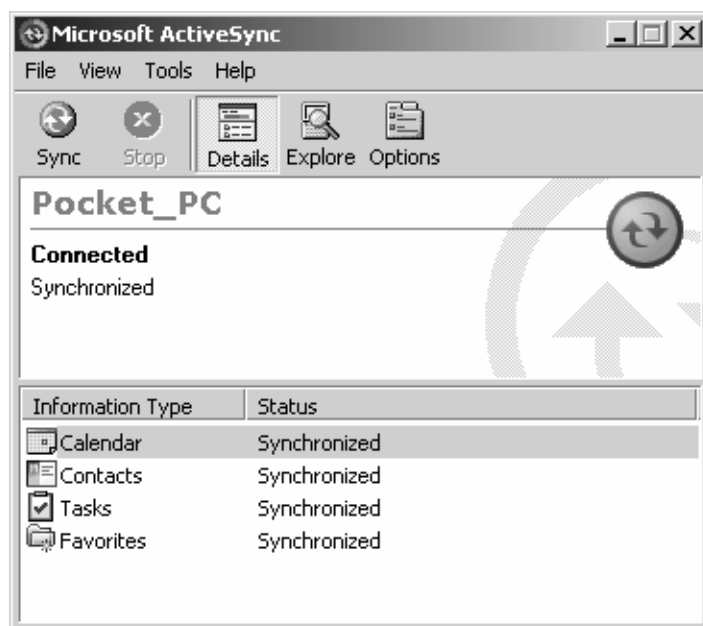 Microsoft ActiveSync
File View Tools Help
Sync Stop Details Explore Options
Pocket_PC
Connected
Synchronized
Information Type Status
Calendar Synchronized
Contacts Synchronized
Tasks Synchronized
Favorites Synchronized